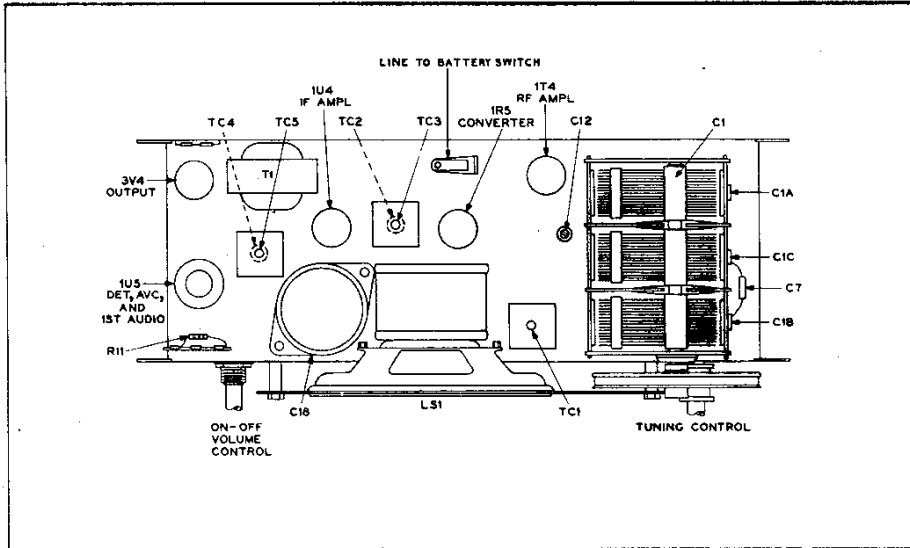 LINE TO BATTERY SWITCH
1U4
IF AMPL
1T4
RF AMPL
TC4
TC5
TC2
TC3
1R5
CONVERTER
C12
C1
3V4
OUTPUT
T1
C1A
C1C
C7
C1B
1U5
DET, AVC,
AND
1ST AUDIO
R11
C18
LS1
TC1
ON-OFF
VOLUME
CONTROL
TUNING CONTROL